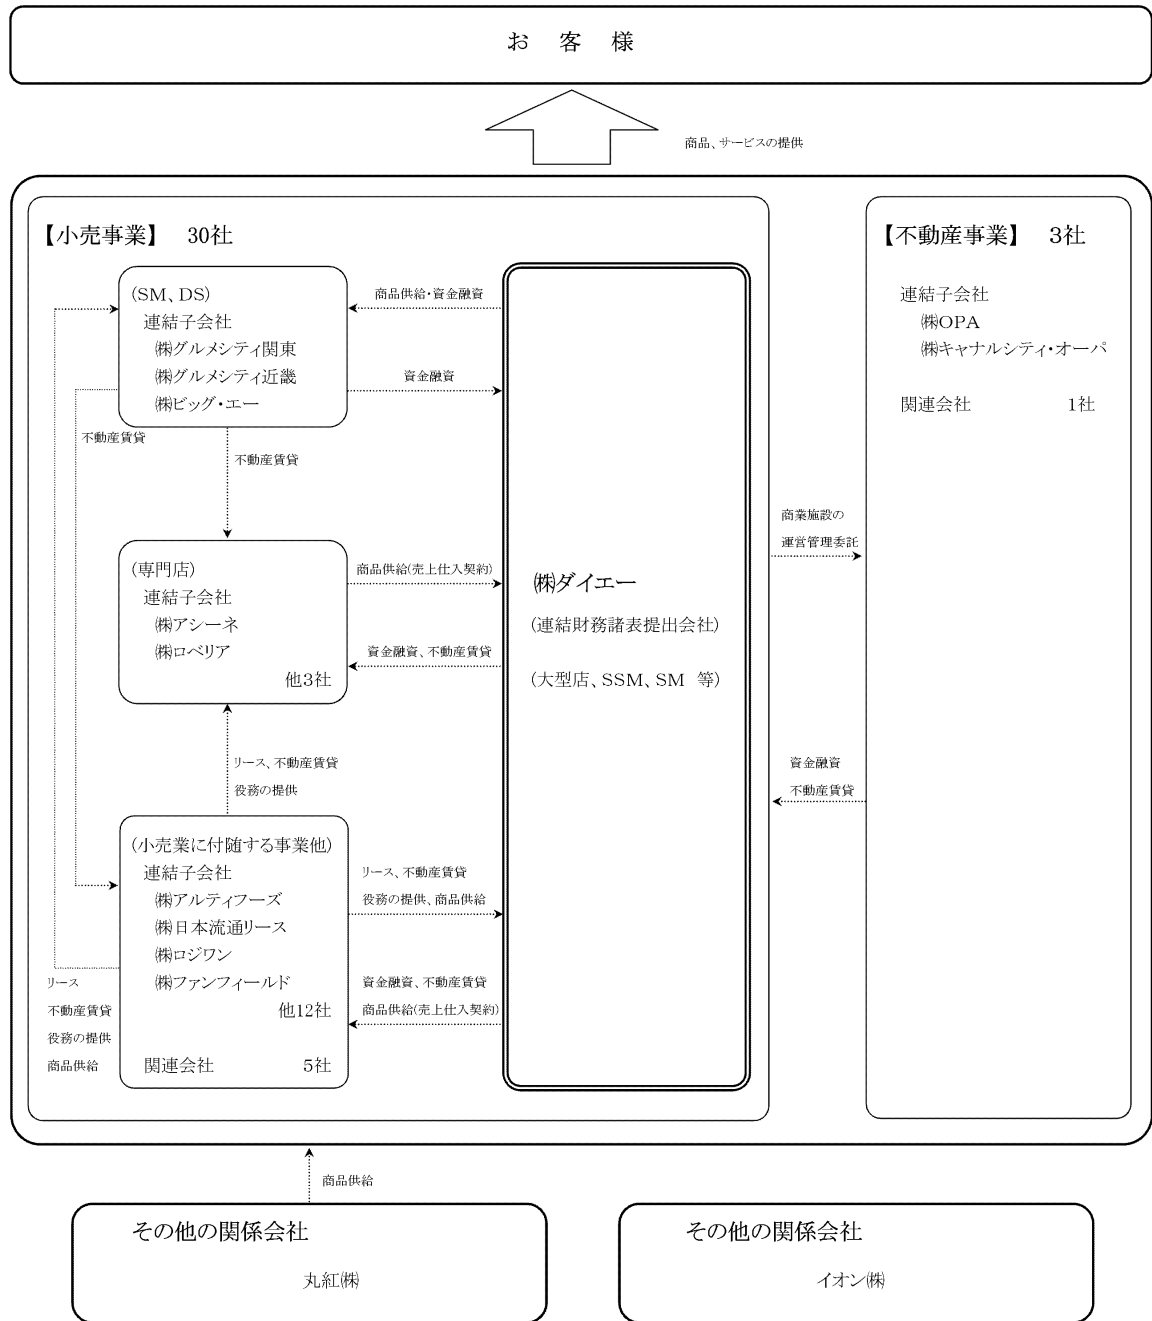 お　客　様
商品、サービスの提供
【小売事業】　30社
(SM、DS)
連結子会社
㈱グルメシティ関東
㈱グルメシティ近畿
㈱ビッグ・エー
商品供給・資金融資
資金融資
不動産賃貸
不動産賃貸
(専門店)
連結子会社
㈱アシーネ
㈱ロベリア
他3社
商品供給(売上仕入契約)
資金融資、不動産賃貸
リース、不動産賃貸
役務の提供
(小売業に付随する事業他)
連結子会社
㈱アルティフーズ
㈱日本流通リース
㈱ロジワン
㈱ファンフィールド
他12社
関連会社　5社
リース、不動産賃貸
役務の提供、商品供給
資金融資、不動産賃貸
商品供給(売上仕入契約)
リース
不動産賃貸
役務の提供
商品供給
㈱ダイエー
(連結財務諸表提出会社)
(大型店、SSM、SM　等)
商業施設の
運営管理委託
資金融資
不動産賃貸
【不動産事業】　3社
連結子会社
㈱OPA
㈱キャナルシティ・オーパ
関連会社　1社
商品供給
その他の関係会社
丸紅㈱
その他の関係会社
イオン㈱